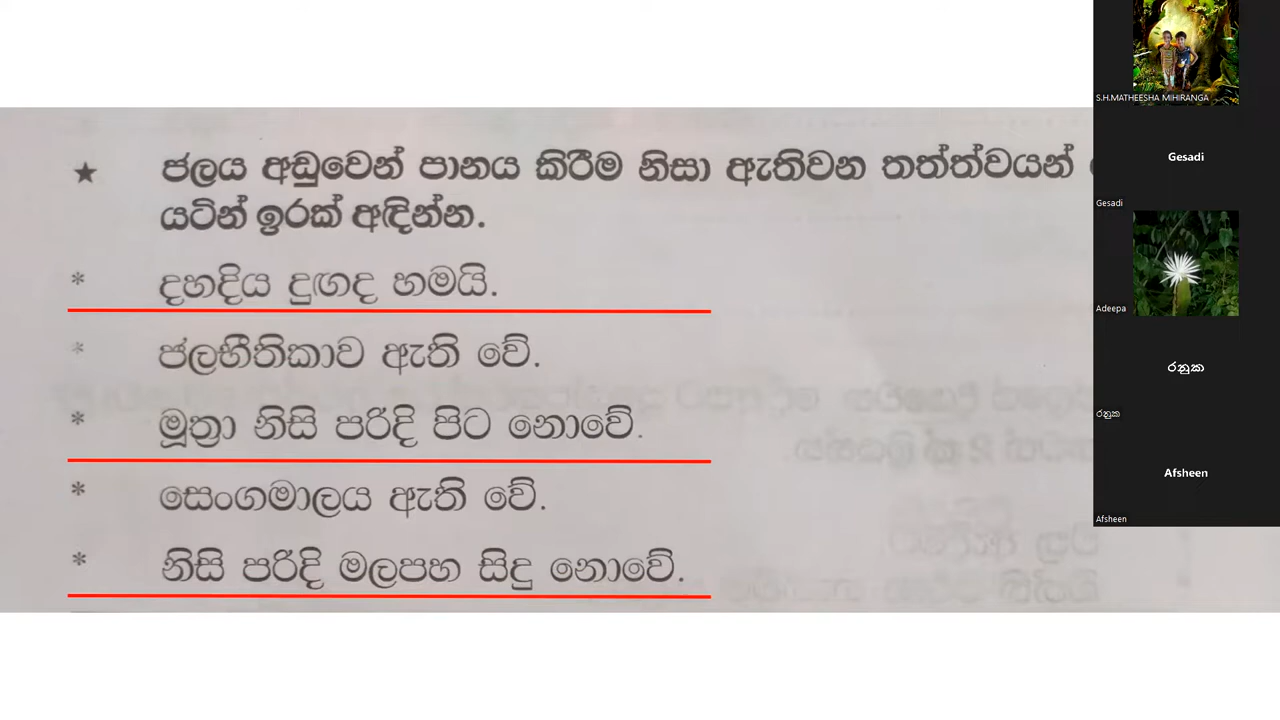 ★ ජලය අඩුවෙන් පානය කිරීම නිසා ඇතිවන තත්ත්වයන්
යටින් ඉරක් අඳින්න.
* දහදිය දුඟද හමයි.
* ජලභීතිකාව ඇති වේ.
* මූත්‍රා නිසි පරිදි පිට නොවේ.
* සෙංගමාලය ඇති වේ.
* නිසි පරිදි මලපහ සිදු නොවේ.
S.H.MATHEESHA MIHIRANGA
Gesadi
Gesadi
Adeepa
රනුක
රනුක
Afsheen
Afsheen